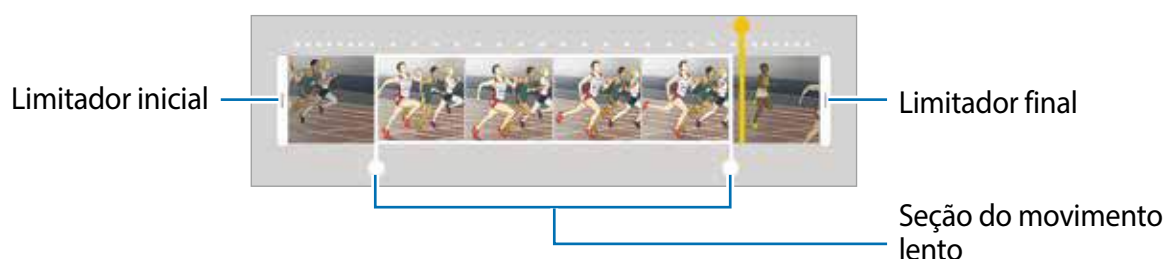 Limitador inicial
Limitador final
Seção do movimento
lento